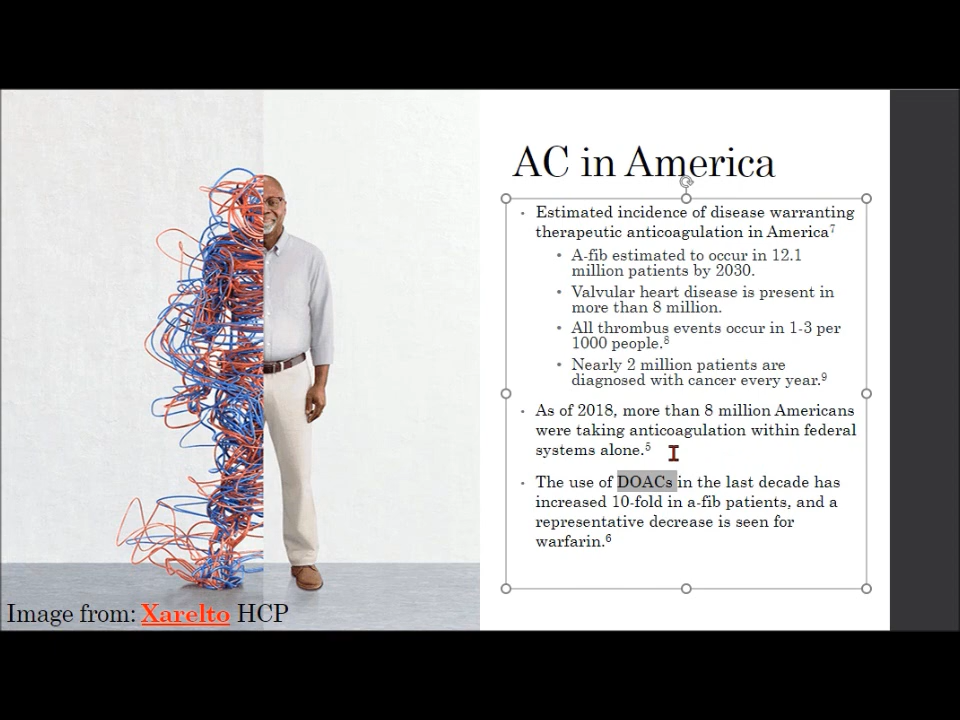 AC in America
• Estimated incidence of disease warranting
therapeutic anticoagulation in America⁷
• A-fib estimated to occur in 12.1
million patients by 2030.
• Valvular heart disease is present in
more than 8 million.
• All thrombus events occur in 1-3 per
1000 people.⁸
• Nearly 2 million patients are
diagnosed with cancer every year.⁹
• As of 2018, more than 8 million Americans
were taking anticoagulation within federal
systems alone.⁵
• The use of DOACs in the last decade has
increased 10-fold in a-fib patients, and a
representative decrease is seen for
warfarin.⁶
Image from: Xarelto HCP